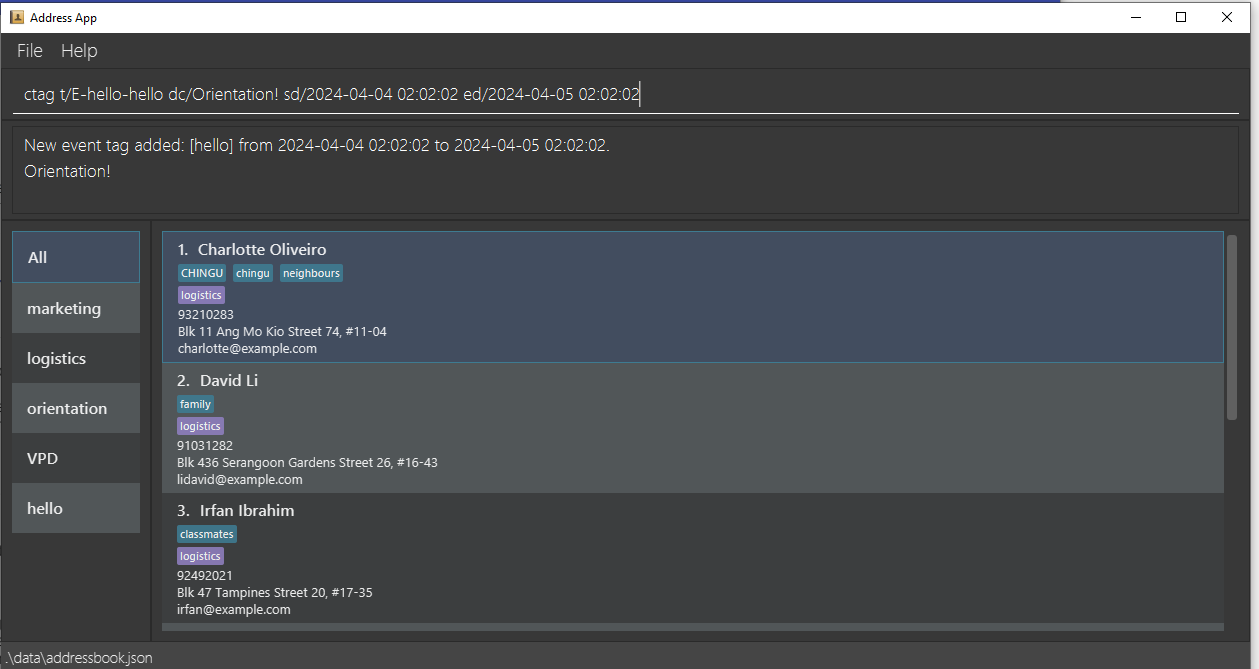 Address App
File Help
ctag t/E-hello-hello dc/Orientation! sd/2024-04-04 02:02:02 ed/2024-04-05 02:02:02
New event tag added: [hello] from 2024-04-04 02:02:02 to 2024-04-05 02:02:02.
Orientation!
All
marketing
logistics
orientation
VPD
hello
1. Charlotte Oliveiro
CHINGU chingu neighbours
logistics
93210283
Blk 11 Ang Mo Kio Street 74, #11-04
charlotte@example.com
2. David Li
family
logistics
91031282
Blk 436 Serangoon Gardens Street 26, #16-43
lidavid@example.com
3. Irfan Ibrahim
classmates
logistics
92492021
Blk 47 Tampines Street 20, #17-35
irfan@example.com
.\data\addressbook.json